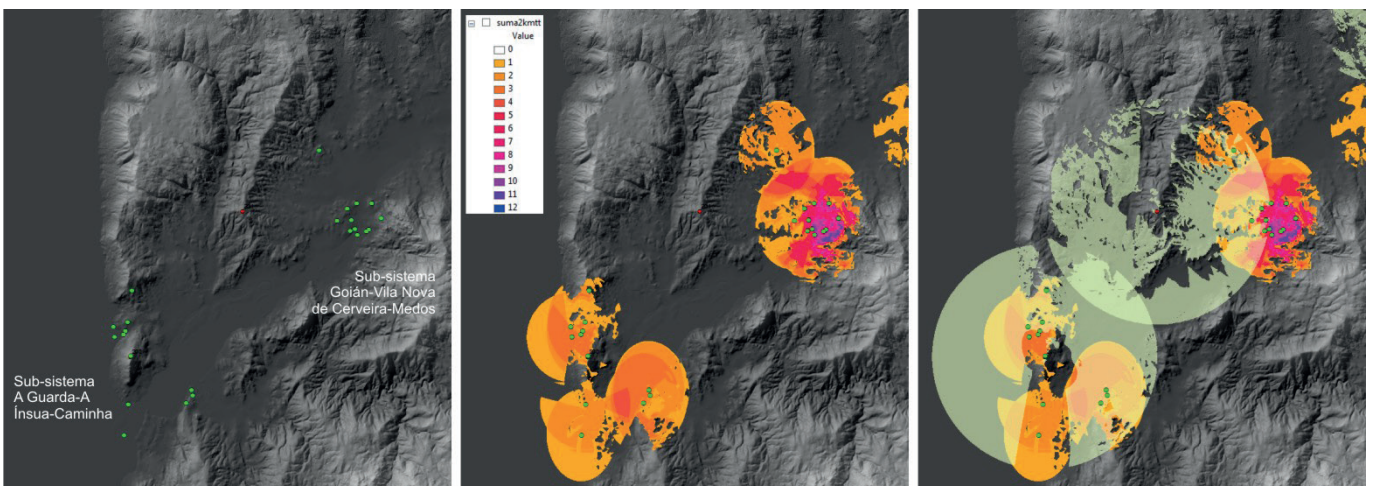 Sub-sistema
Goián-Vila Nova
de Cerveira-Medos
Sub-sistema
A Guarda-A
Ínsua-Caminha
suma2kmtt
Value
0
1
2
3
4
5
6
7
8
9
10
11
12